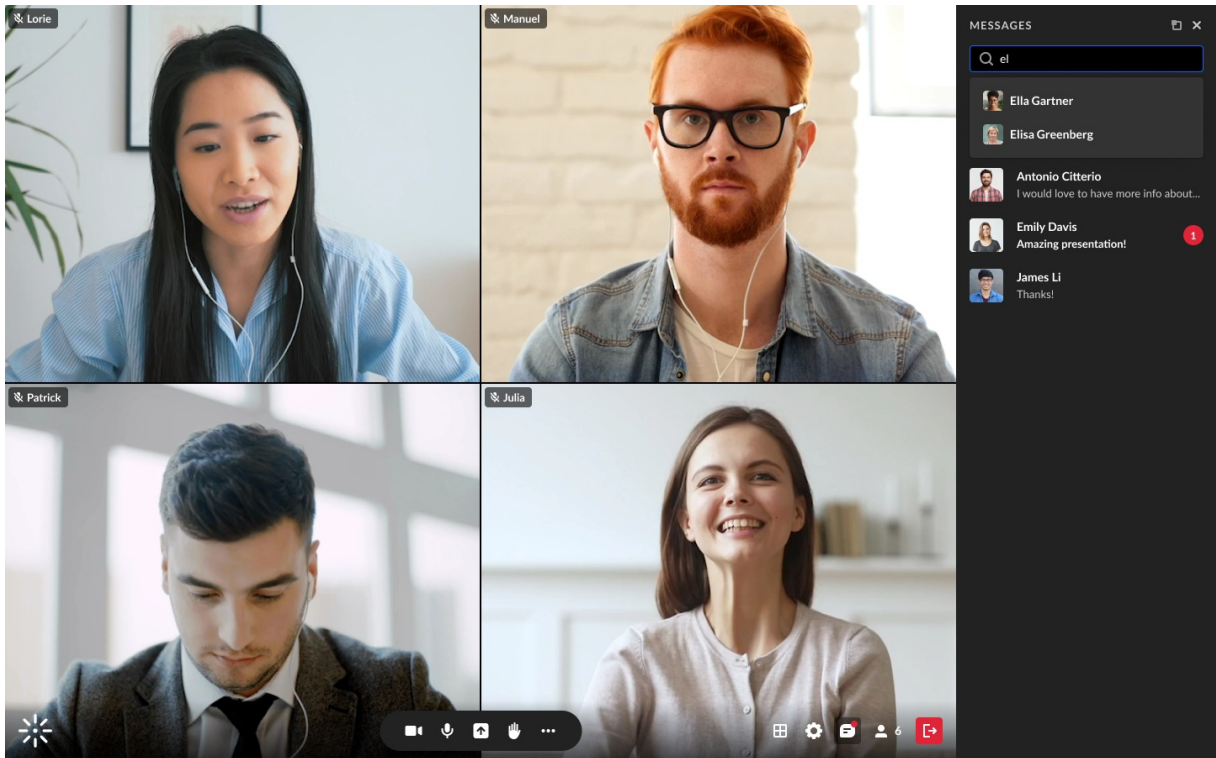 Lorie
Manuel
Patrick
Julia
6
MESSAGES
el
Ella Gartner
Elisa Greenberg
Antonio Citterio
I would love to have more info about...
Emily Davis
Amazing presentation!
1
James Li
Thanks!